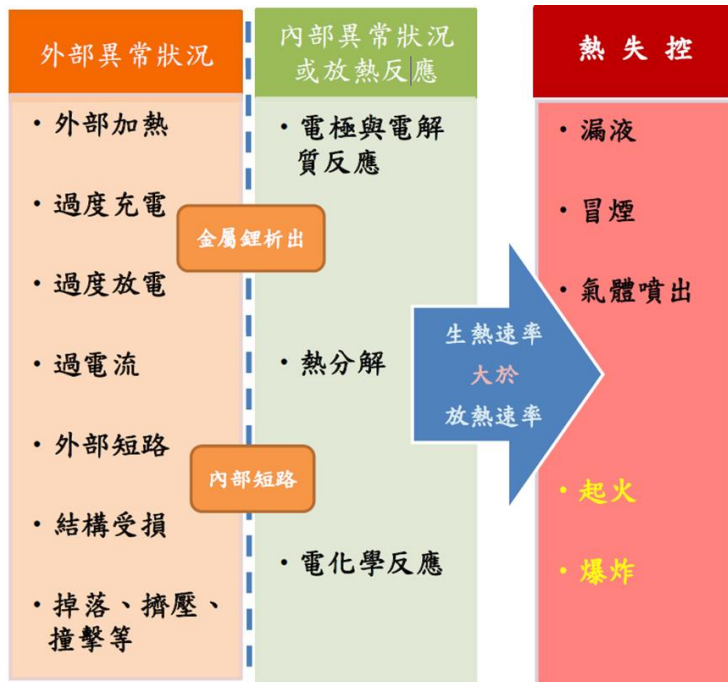 外部異常狀況
・外部加熱
・過度充電
・過度放電
・過電流
・外部短路
・結構受損
・掉落、擠壓、
撞擊等
金屬鋰析出
內部短路
內部異常狀況
或放熱反應
・電極與電解
質反應
・熱分解
・電化學反應
生熱速率
大於
放熱速率
熱失控
・漏液
・冒煙
・氣體噴出
・起火
・爆炸